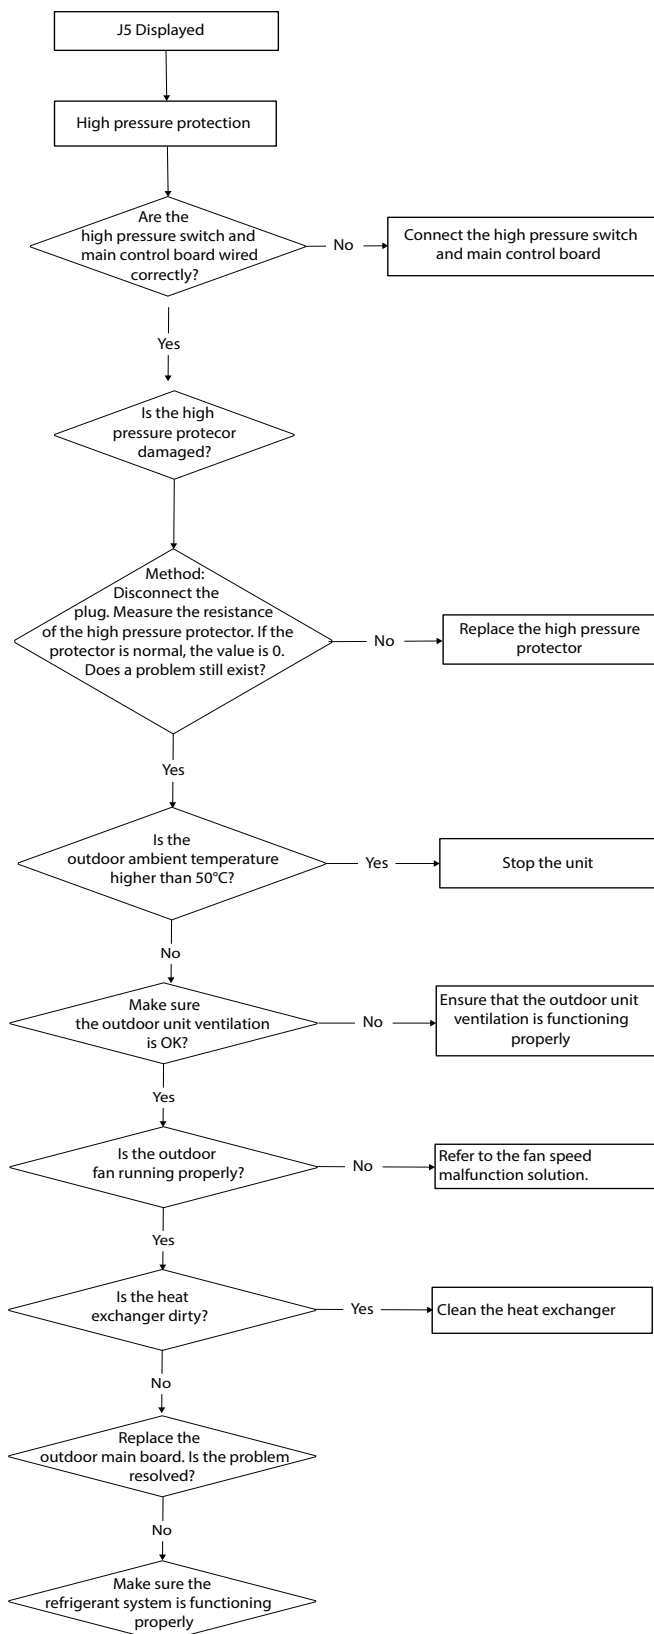 J5 Displayed
High pressure protection
Are the
high pressure switch and
main control board wired
correctly?
No
Connect the high pressure switch
and main control board
Yes
Is the high
pressure protecor
damaged?
Method:
Disconnect the
plug. Measure the resistance
of the high pressure protector. If the
protector is normal, the value is 0.
Does a problem still exist?
No
Replace the high pressure
protector
Yes
Is the
outdoor ambient temperature
higher than 50°C?
Yes
Stop the unit
No
Make sure
the outdoor unit ventilation
is OK?
No
Ensure that the outdoor unit
ventilation is functioning
properly
Yes
Is the outdoor
fan running properly?
No
Refer to the fan speed
malfunction solution.
Yes
Is the heat
exchanger dirty?
Yes
Clean the heat exchanger
No
Replace the
outdoor main board. Is the problem
resolved?
No
Make sure the
refrigerant system is functioning
properly